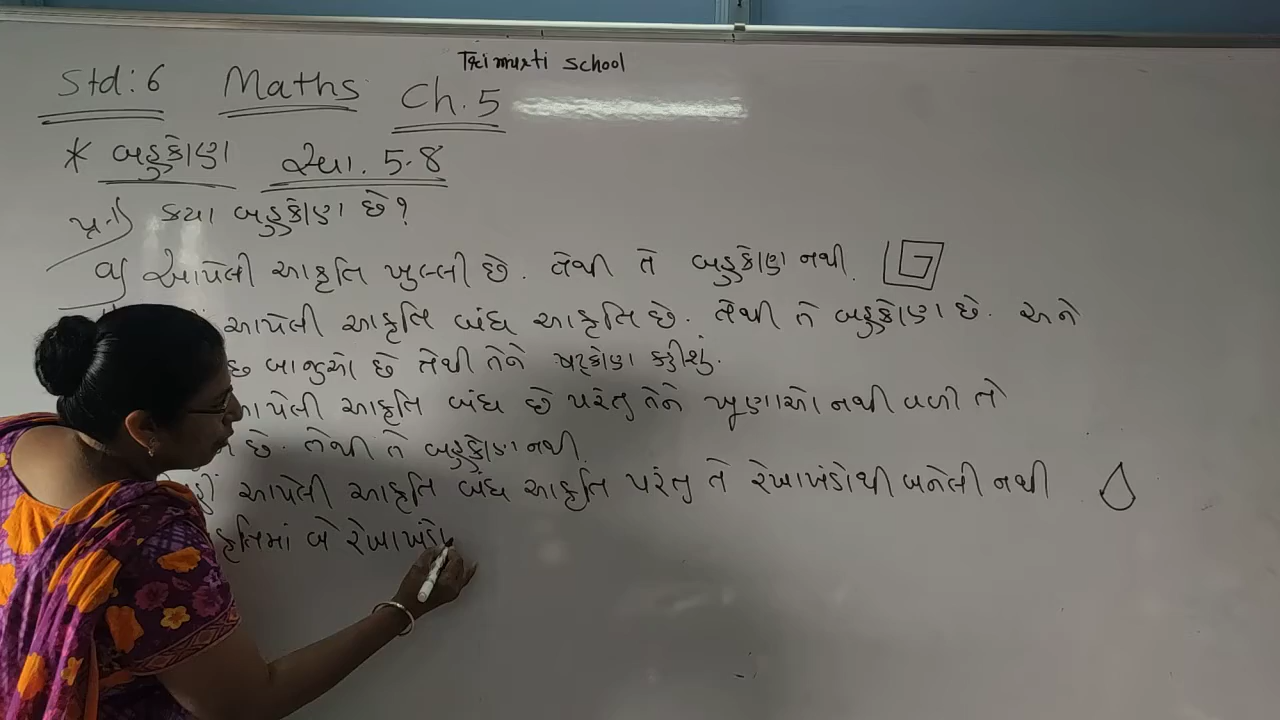 Trimurti school
Std: 6 Maths Ch. 5
* બહુકોણ સ્વા. 5.8
પ્ર.1) કયા બહુકોણ છે?
a) આપેલી આકૃતિ ખુલ્લી છે. તેથી તે બહુકોણ નથી.
આપેલી આકૃતિ બંધ આકૃતિ છે. તેથી તે બહુકોણ છે. અને
છ બાજુઓ છે તેથી તેને ષટ્કોણ કહીશું.
આપેલી આકૃતિ બંધ છે પરંતુ તેને ખૂણાઓ નથી વળી તે
છે. તેથી તે બહુકોણ નથી.
આપેલી આકૃતિ બંધ આકૃતિ પરંતુ તે રેખાખંડોથી બનેલી નથી
કૃતિમાં બે રેખાખંડો